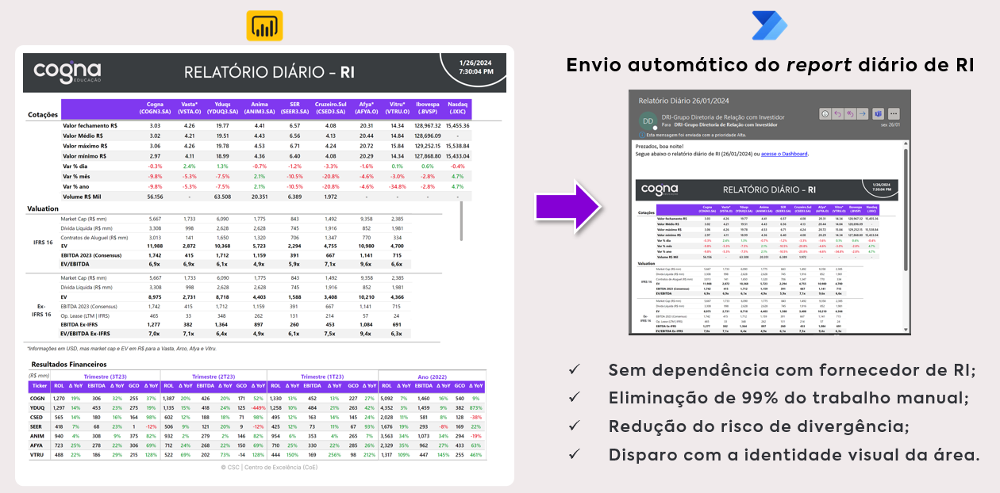 cogna
EDUCAÇÃO
RELATÓRIO DIÁRIO – RI
1/26/2024
7:30:04 PM
Cotações Cogna (COGN3.SA) Vasta* (VSTA.O) Yduqs (YDUQ3.SA) Anima (ANIM3.SA) SER (SEER3.SA) Cruzeiro.Sul (CSED3.SA) Afya* (AFYA.O) Vitru* (VTRU.O) Ibovespa (.BVSP) Nasdaq (.IXIC)
Valor fechamento R$ 3.03 4.26 19.77 4.41 6.57 4.08 20.31 14.34 128,967.32 15,455.36
Valor Médio R$ 3.02 4.21 19.51 4.43 6.56 4.13 20.44 14.84 128,696.09 -
Valor máximo R$ 3.06 4.26 19.78 4.53 6.71 4.24 20.72 15.84 129,252.15 15,538.84
Valor mínimo R$ 2.97 4.11 18.99 4.36 6.40 4.08 20.29 14.34 127,868.80 15,433.04
Var % dia -0.3% 2.4% 1.3% -0.7% -1.2% -3.3% -1.6% 0.1% 0.6% -0.4%
Var % mês -9.8% -5.3% -7.5% 2.1% -10.5% -20.8% -4.6% -3.0% -2.8% 4.7%
Var % ano -9.8% -5.3% -7.5% 2.1% -10.5% -20.8% -4.6% -34.8% -2.8% 4.7%
Volume R$ Mil 56.156 - 63.508 20.351 6.389 1.972 - - - -
Valuation
Market Cap (R$ mm) 5,667 1,733 6,090 1,775 843 1,492 9,358 2,385
Dívida Líquida (R$ mm) 3,308 998 2,628 2,628 745 1,916 852 1,981
IFRS 16 Contratos de Aluguel (R$ mm) 3,013 141 1,650 1,320 706 1,347 770 334
EV 11,988 2,872 10,368 5,723 2,294 4,755 10,980 4,700
EBITDA 2023 (Consensus) 1,742 415 1,712 1,159 391 667 1,141 715
EV/EBITDA 6,9x 6,9x 6,1x 4,9x 5,9x 7,1x 9,6x 6,6x
Market Cap (R$ mm) 5,667 1,733 6,090 1,775 843 1,492 9,358 2,385
Dívida Líquida (R$ mm) 3,308 998 2,628 2,628 745 1,916 852 1,981
EV 8,975 2,731 8,718 4,403 1,588 3,408 10,210 4,366
Ex-IFRS 16 EBITDA 2023 (Consensus) 1,742 415 1,712 1,159 391 667 1,141 715
Op. Lease (LTM | IFRS) 465 33 348 262 131 214 57 24
EBITDA Ex-IFRS 1,277 382 1,364 897 260 453 1,084 691
EV/EBITDA Ex-IFRS 7,0x 7,1x 6,4x 4,9x 6,1x 7,5x 9,4x 6,3x
*Informações em USD, mas market cap e EV em R$ para a Vasta, Arco, Afya e Vitru.
Resultados Financeiros
(R$ mm) Trimestre (3T23) Trimestre (2T23) Trimestre (1T23) Ano (2022)
Ticker ROL Δ YoY EBITDA Δ YoY GCO Δ YoY ROL Δ YoY EBITDA Δ YoY GCO Δ YoY ROL Δ YoY EBITDA Δ YoY GCO Δ YoY ROL Δ YoY EBITDA Δ YoY GCO Δ YoY
COGN 1,270 19% 306 32% 255 37% 1,387 20% 426 20% 171 52% 1,330 13% 452 13% 227 27% 5,092 7% 1,460 16% 540 9%
YDUQ 1,297 14% 453 23% 275 19% 1,135 15% 418 24% 125 -449% 1,258 10% 484 21% 263 42% 4,352 3% 1,459 9% 382 873%
CSED 565 14% 180 16% 164 98% 602 12% 188 18% 71 98% 495 12% 163 14% 145 24% 2,028 11% 581 8% 128 -38%
SEER 418 7% 68 23% 1 -12% 506 9% 121 20% 9 -12% 425 12% 73 11% 67 93% 1,676 19% 293 -8% 169 22%
ANIM 940 4% 308 9% 375 82% 932 2% 279 2% 146 82% 954 6% 353 4% 265 7% 3,563 34% 1,073 34% 294 -19%
AFYA 723 25% 278 22% 306 69% 712 24% 268 22% 150 69% 710 25% 330 22% 285 26% 2,329 35% 962 27% 433 63%
VTRU 488 22% 186 29% 215 128% 522 69% 202 73% -14 128% 444 150% 169 256% 98 212% 1,317 109% 447 145% 255 461%
© CSC | Centro de Excelência (CoE)
Envio automático do report diário de RI
Relatório Diário 26/01/2024
DD
DRI-Grupo Diretoria de Relação com Investidor
Para DRI-Grupo Diretoria de Relação com Investidor
sex 26/01
Esta mensagem foi enviada com a prioridade Alta.
Prezados, boa noite!
Segue abaixo o relatório diário de RI (26/01/2024) ou acesse o Dashboard.
cogna
RELATÓRIO DIÁRIO - RI
1/26/2024
7:30:04 PM
Cotações
Valuation
IFRS 16
Ex-
IFRS 16
✓ Sem dependência com fornecedor de RI;
✓ Eliminação de 99% do trabalho manual;
✓ Redução do risco de divergência;
✓ Disparo com a identidade visual da área.